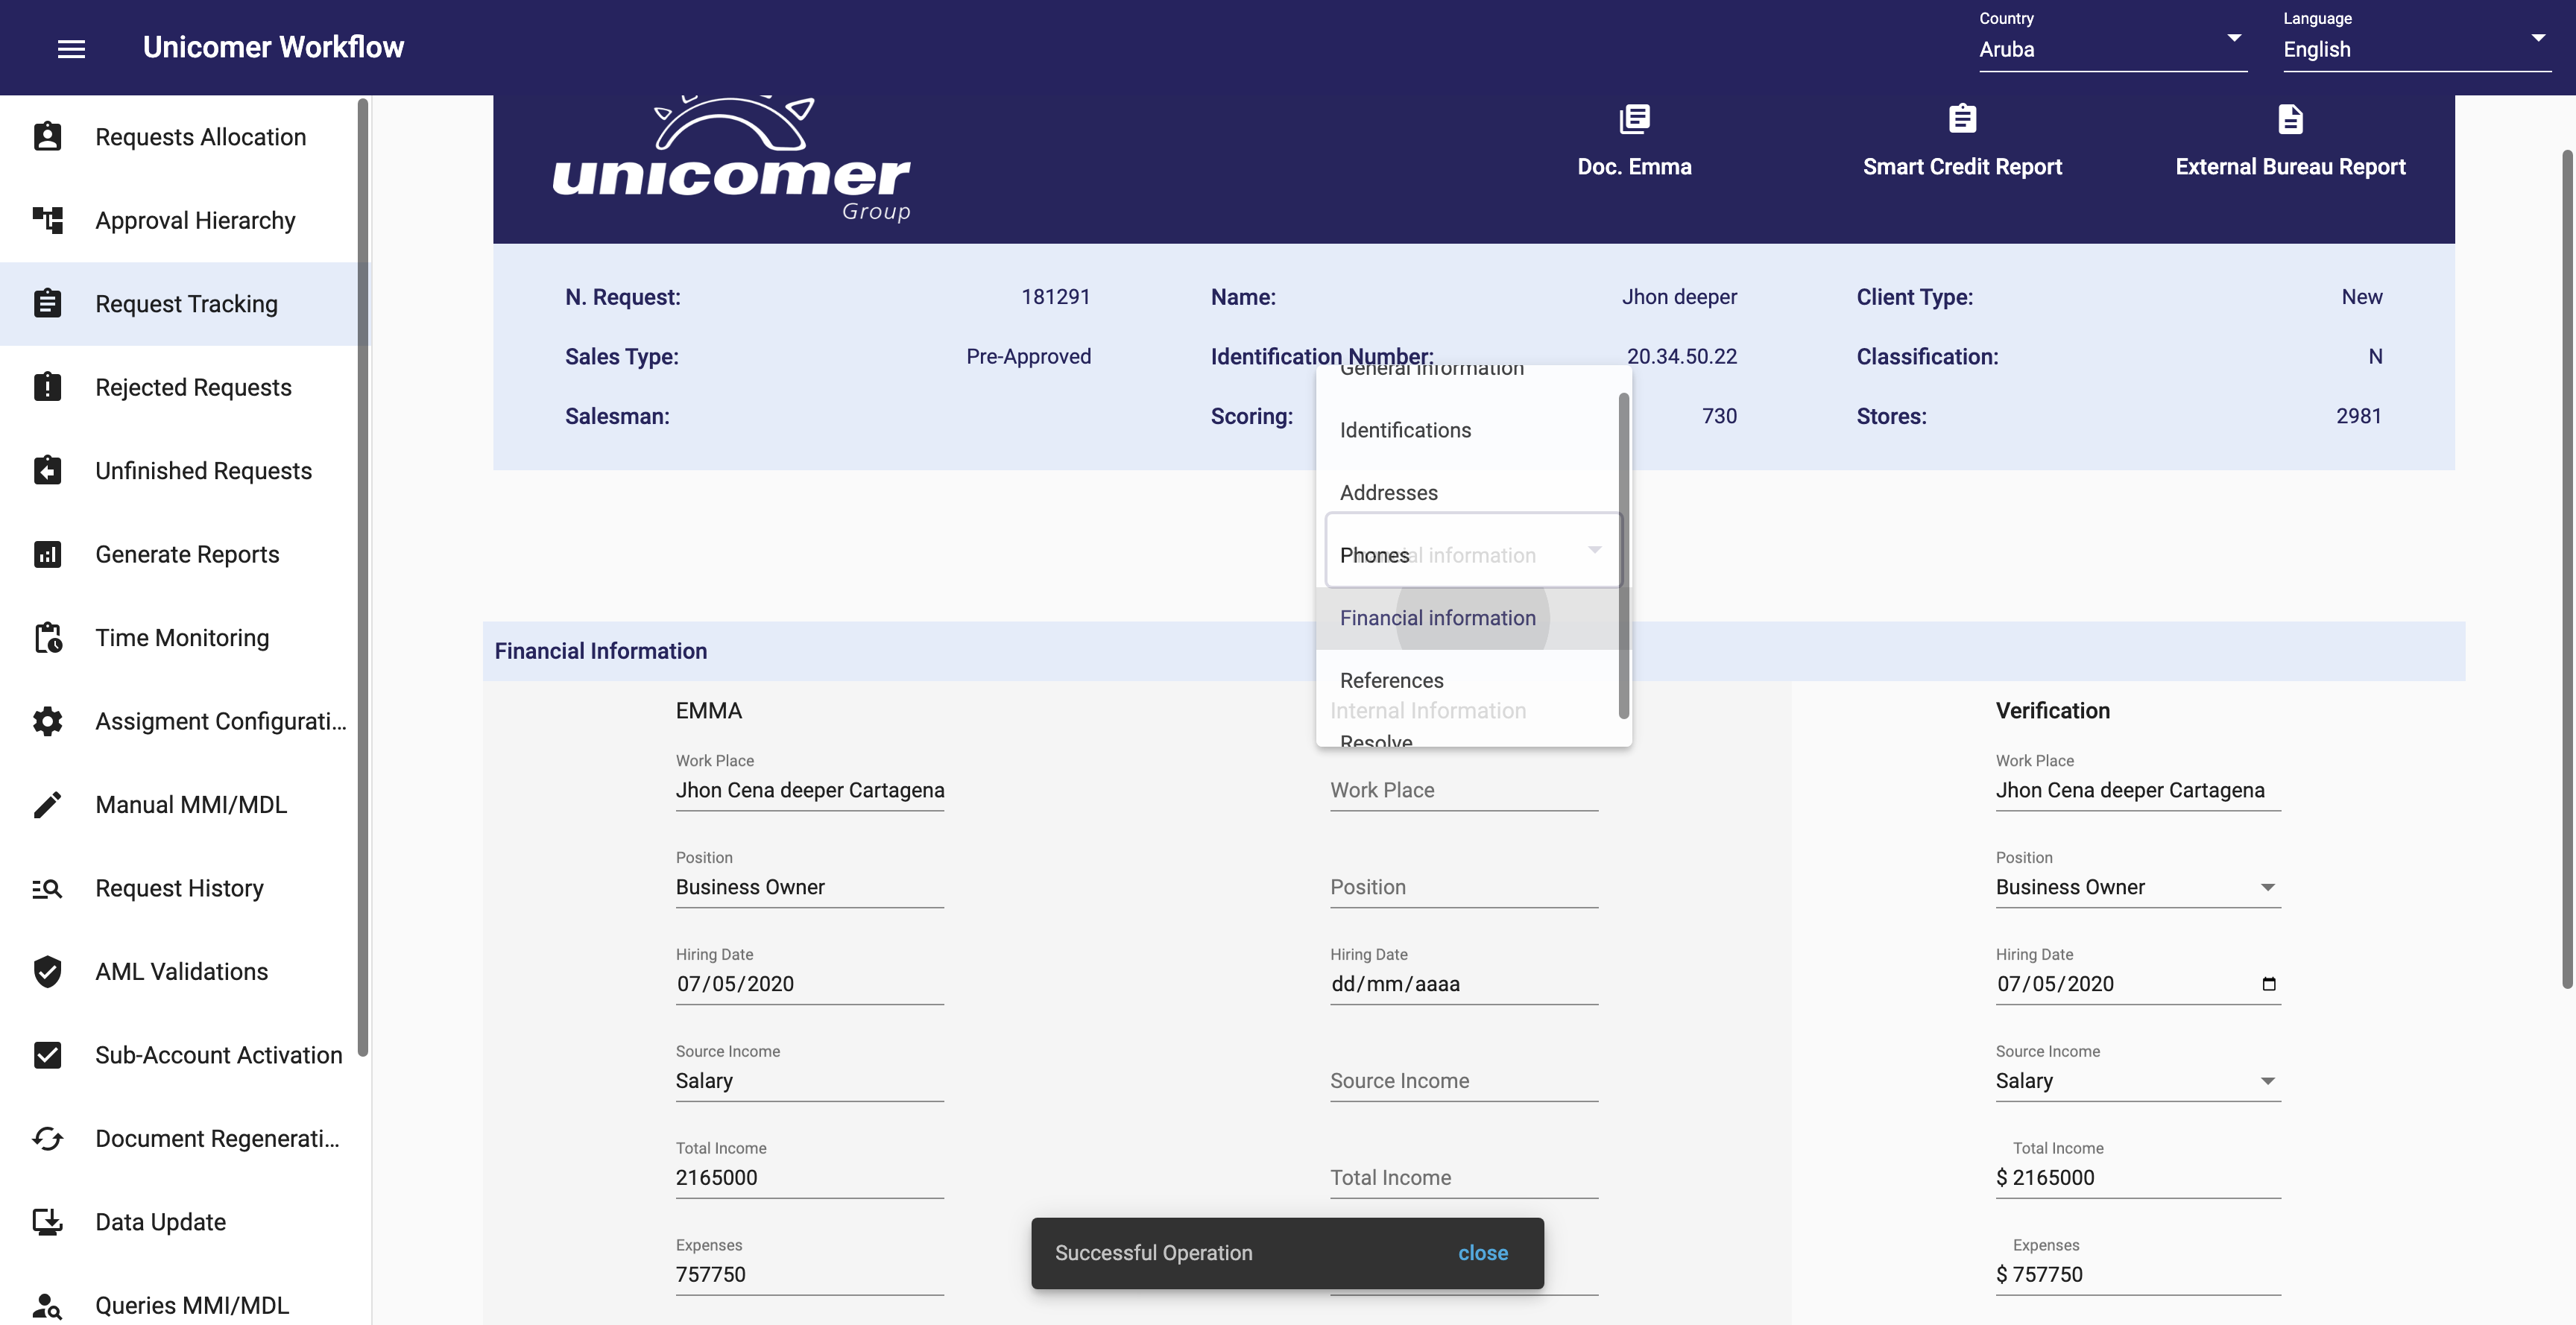 Unicomer Workflow
Country
Aruba
Language
English
Requests Allocation
Approval Hierarchy
Request Tracking
Rejected Requests
Unfinished Requests
Generate Reports
Time Monitoring
Assigment Configurati...
Manual MMI/MDL
Request History
AML Validations
Sub-Account Activation
Document Regenerati...
Data Update
Queries MMI/MDL
unicomer
Group
Doc. Emma
Smart Credit Report
External Bureau Report
N. Request: 181291
Name: Jhon deeper
Client Type: New
Sales Type: Pre-Approved
Identification Number: 20.34.50.22
Classification: N
Salesman:
Scoring: 730
Stores: 2981
General Information
Identifications
Addresses
Phones
Financial information
References
Resolve
Financial Information
EMMA
Internal Information
Verification
Work Place
Jhon Cena deeper Cartagena
Work Place
Work Place
Jhon Cena deeper Cartagena
Position
Business Owner
Position
Position
Business Owner
Hiring Date
07/05/2020
Hiring Date
dd/mm/aaaa
Hiring Date
07/05/2020
Source Income
Salary
Source Income
Source Income
Salary
Total Income
2165000
Total Income
Total Income
$ 2165000
Expenses
757750
Expenses
$ 757750
Successful Operation
close